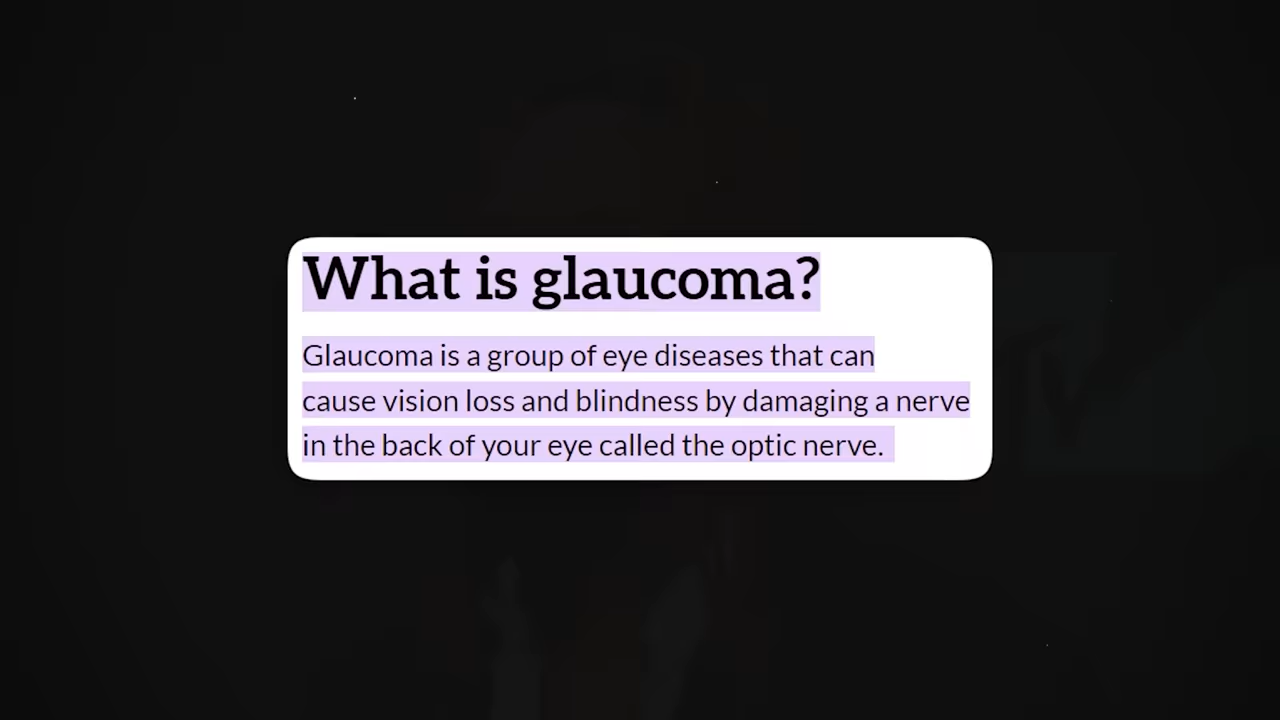 What is glaucoma?
Glaucoma is a group of eye diseases that can
cause vision loss and blindness by damaging a nerve
in the back of your eye called the optic nerve.